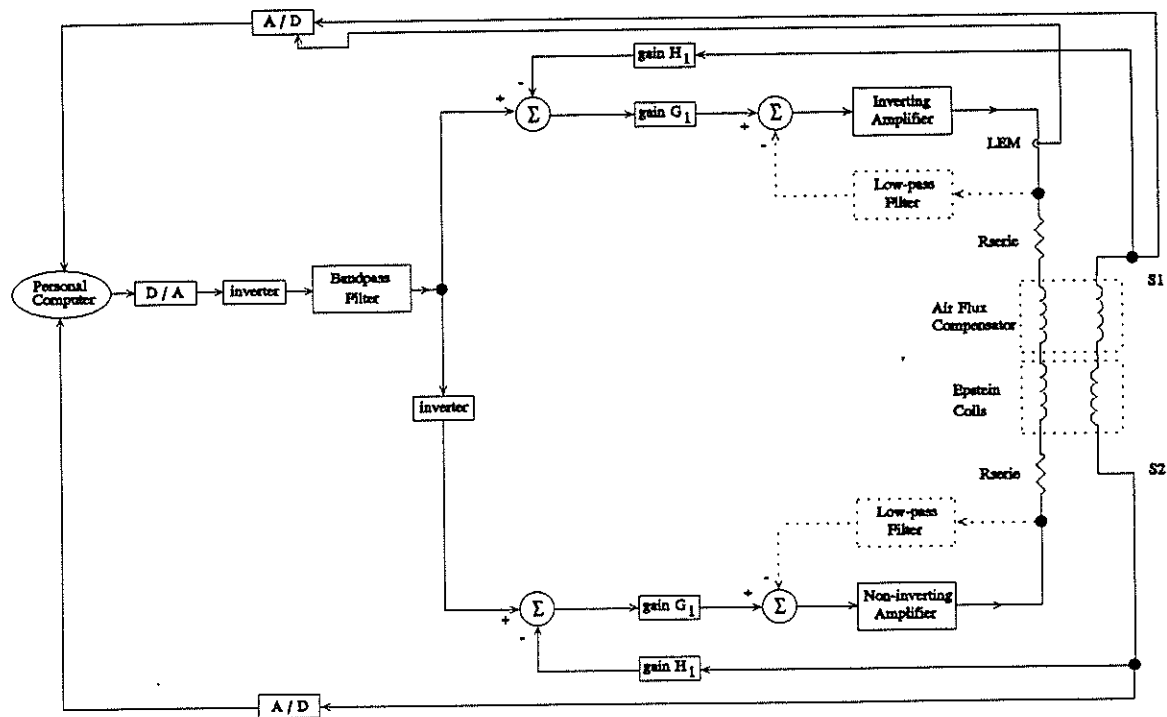 A / D
gain H1
-
+
Σ
gain G1
+
Σ
-
Inverting
Amplifier
LEM
Low-pass
Filter
Rserie
S1
Personal
Computer
D / A
inverter
Bandpass
Filter
Air Flux
Compensator
inverter
Epstein
Coils
Rserie
S2
Low-pass
Filter
-
+
Σ
-
gain G1
+
Σ
Non-inverting
Amplifier
gain H1
A / D